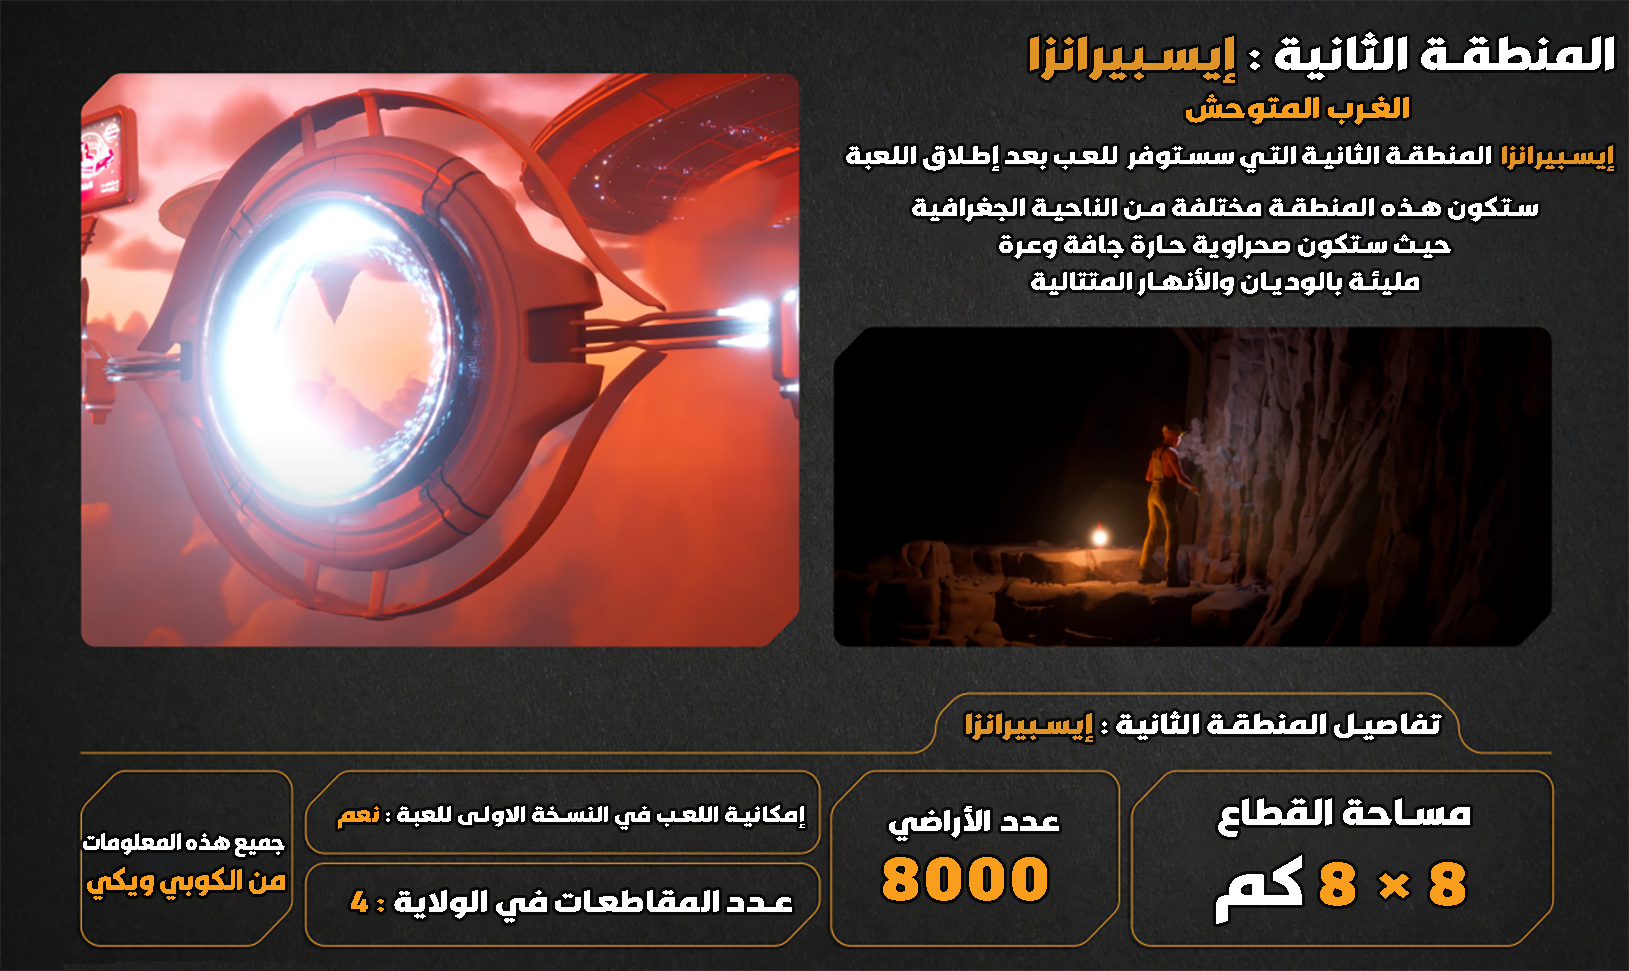 المنطقة الثانية : إيسبيرانزا
الغرب المتوحش
إيسبيرانزا المنطقة الثانية التي ستتوفر للعب بعد إطلاق اللعبة
ستكون هذه المنطقة مختلفة من الناحية الجغرافية
حيث ستكون صحراوية حارة جافة وعرة
مليئة بالوديان والأنهار المتتالية
تفاصيل المنطقة الثانية : إيسبيرانزا
مساحة القطاع
8 × 8 كم
عدد الأراضي
8000
إمكانية اللعب في النسخة الاولى للعبة : نعم
عدد المقاطعات في الولاية : 4
جميع هذه المعلومات
من الكوبي ويكي